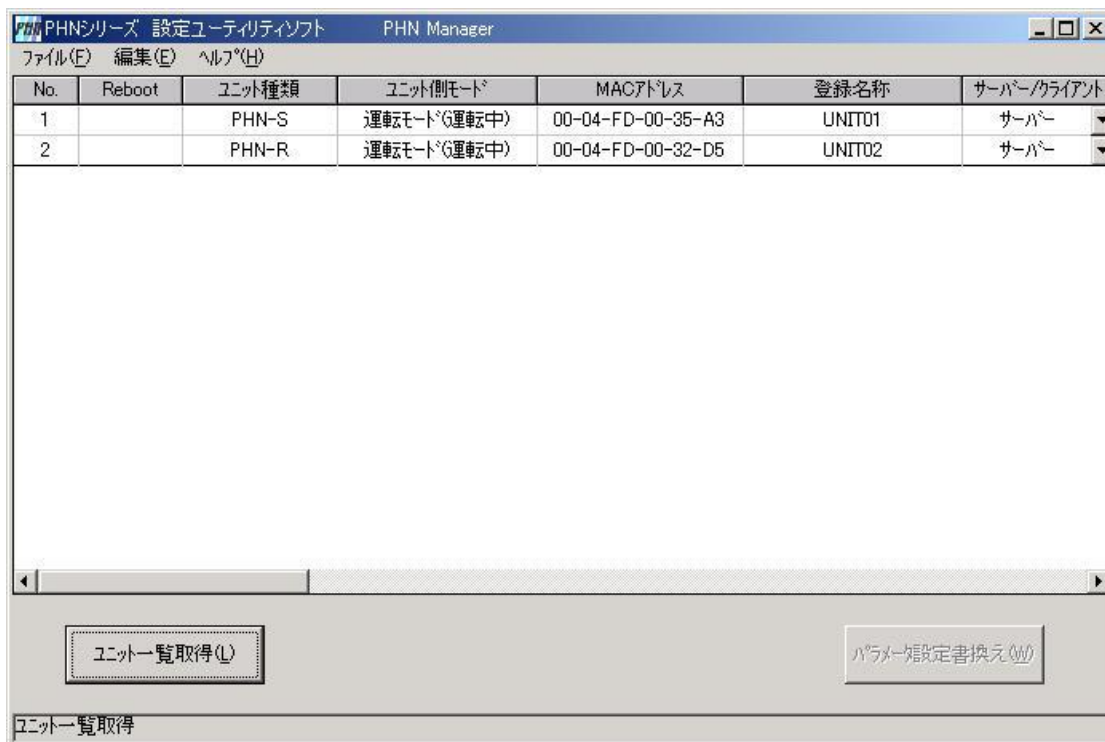 PHN PHNシリーズ 設定ユーティリティソフト PHN Manager
ファイル(F) 編集(E) ヘルプ(H)
No. Reboot ユニット種類 ユニット側モード MACアドレス 登録名称 サーバー/クライアント
1 PHN-S 運転モード(運転中) 00-04-FD-00-35-A3 UNIT01 サーバー
2 PHN-R 運転モード(運転中) 00-04-FD-00-32-D5 UNIT02 サーバー
ユニット一覧取得(L) パラメータ設定書換え(W)
ユニット一覧取得